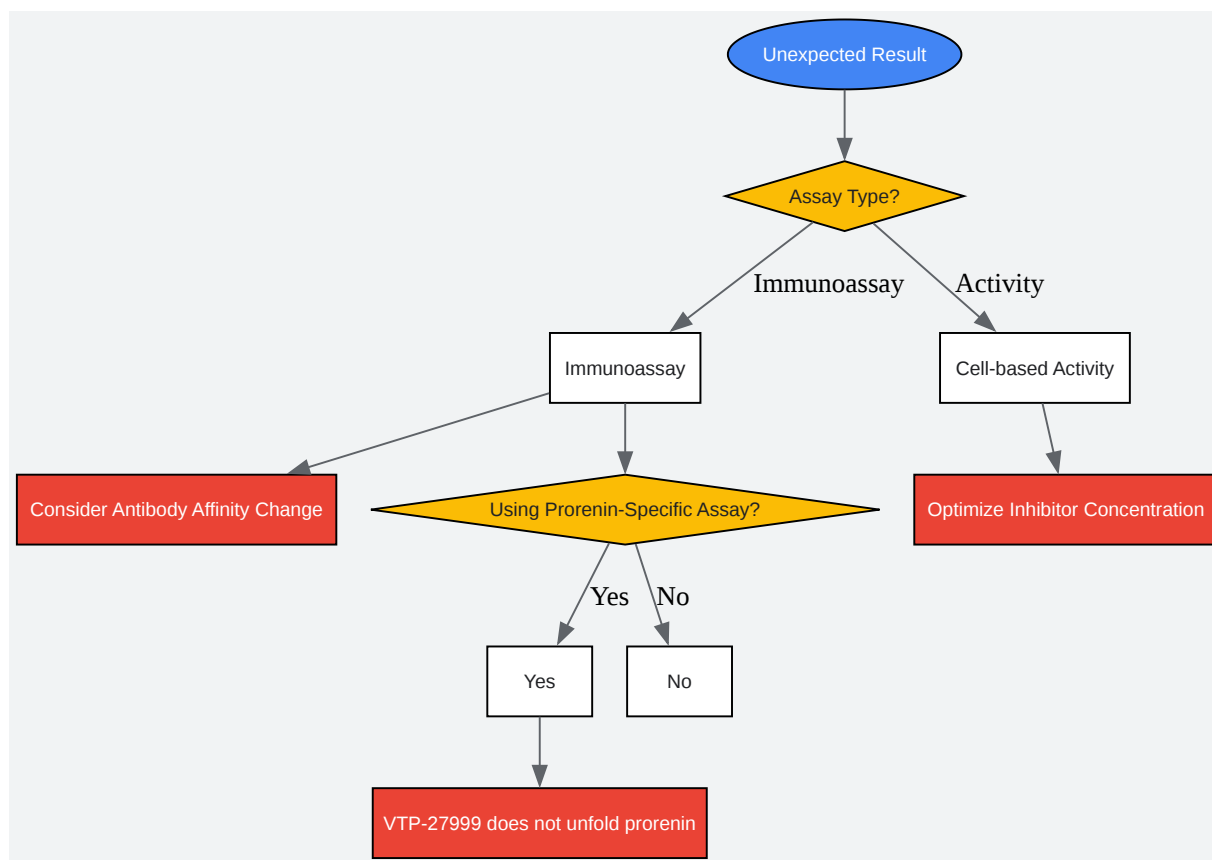 Unexpected Result
Assay Type?
Immunoassay
Activity
Immunoassay
Cell-based Activity
Consider Antibody Affinity Change
Using Prorenin-Specific Assay?
Optimize Inhibitor Concentration
Yes
No
Yes
No
VTP-27999 does not unfold prorenin